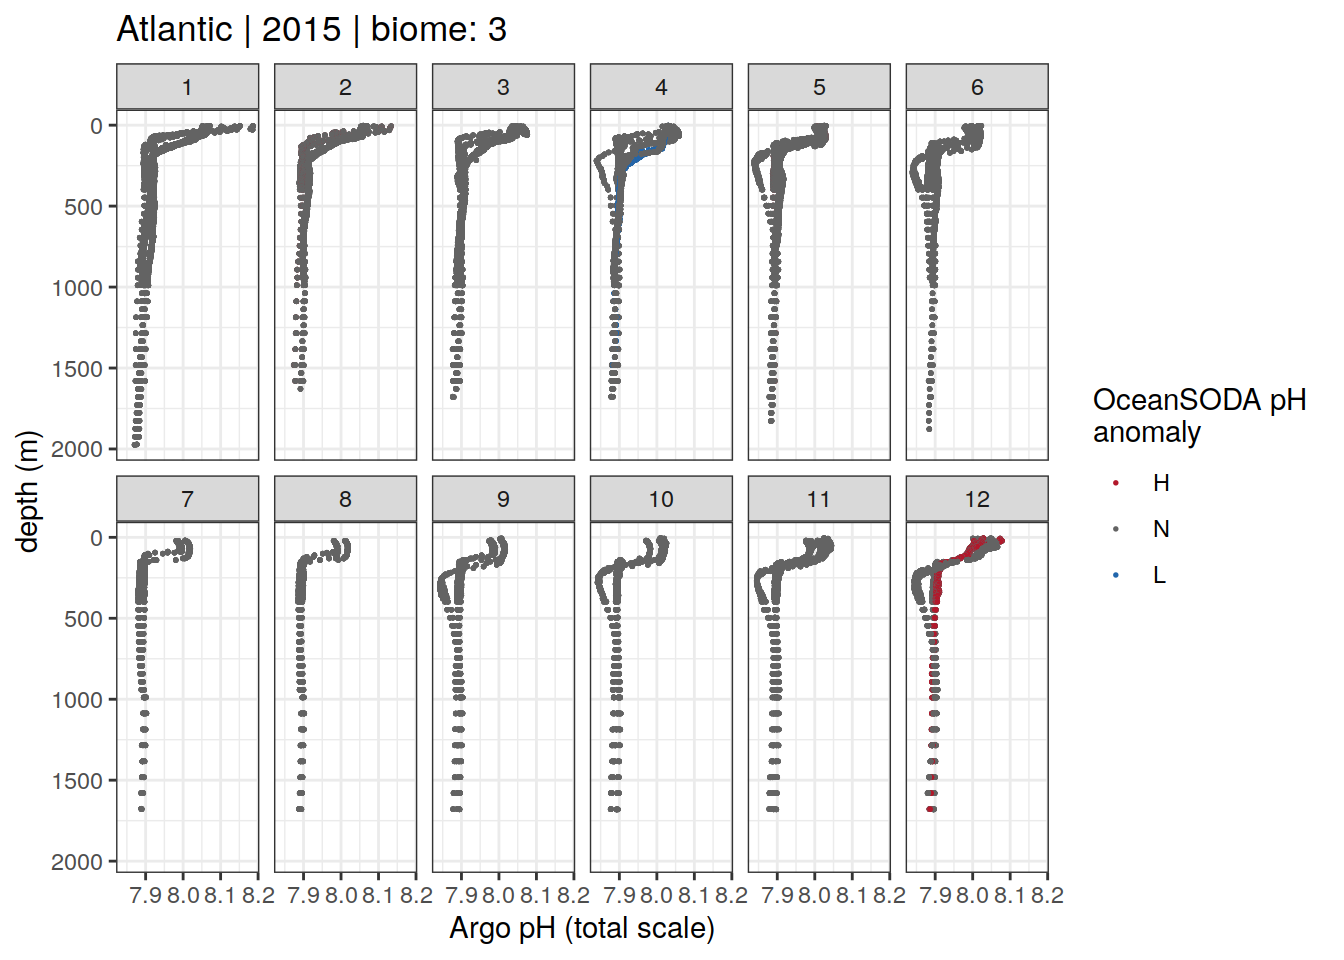 Atlantic | 2015 | biome: 3
1 2 3 4 5 6
0
500
1000
1500
2000
7 8 9 10 11 12
0
500
1000
1500
2000
7.9 8.0 8.1 8.2 7.9 8.0 8.1 8.2 7.9 8.0 8.1 8.2 7.9 8.0 8.1 8.2 7.9 8.0 8.1 8.2 7.9 8.0 8.1 8.2
Argo pH (total scale)
depth (m)
OceanSODA pH
anomaly
H
N
L